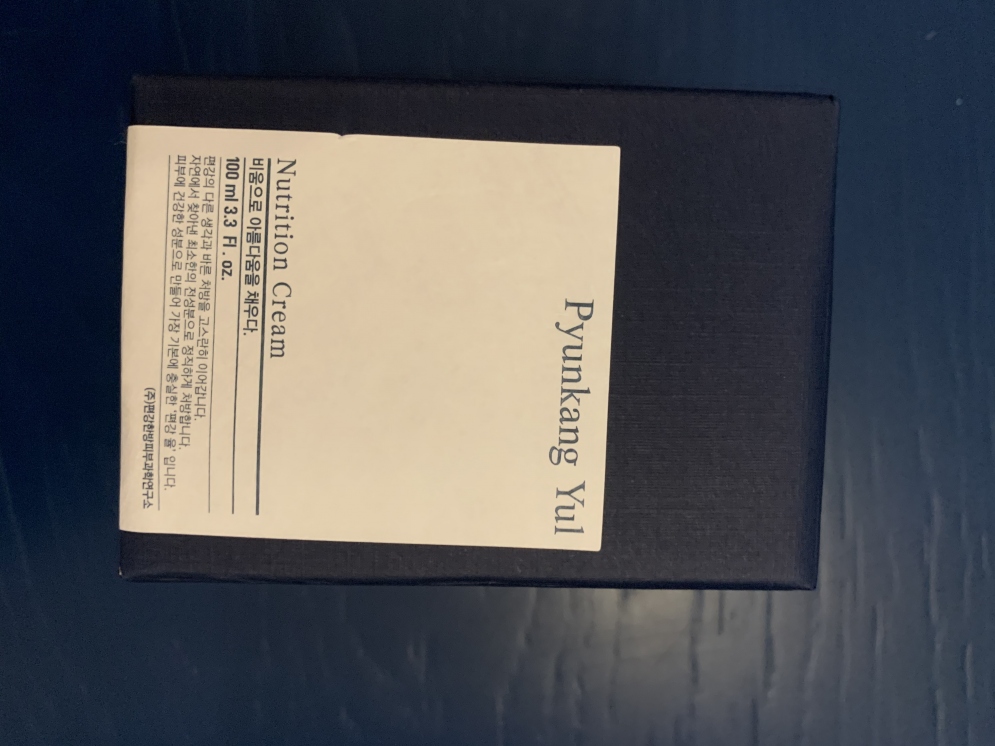 Pyunkang Yul
Nutrition Cream
비움으로 아름다움을 채우다.
100 ml 3.3 Fl . oz.
편강의 다른 생각과 바른 처방을 고스란히 이어갑니다.
자연에서 찾아낸 최소한의 전성분으로 정직하게 처방합니다.
피부에 건강한 성분으로 만들어 가장 기본에 충실한 '편강 율' 입니다.
(주)편강한방피부과학연구소